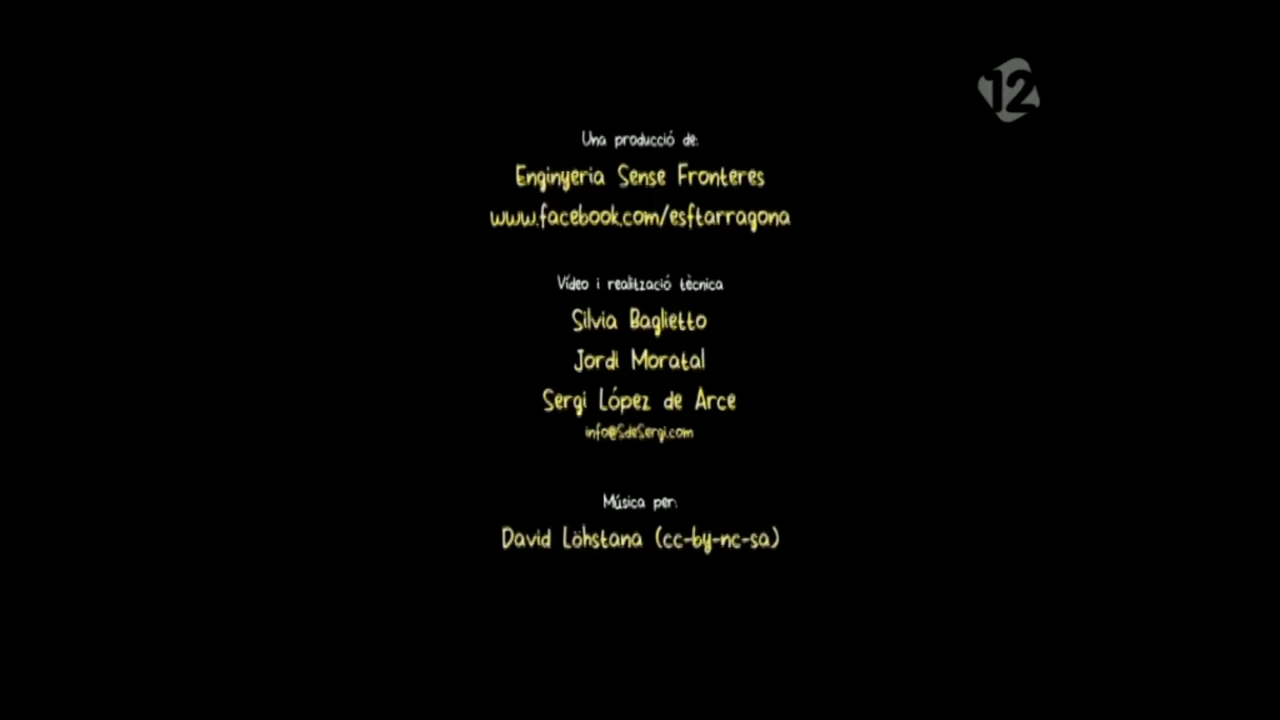 12
Una producció de:
Enginyeria Sense Fronteres
www.facebook.com/esftarragona
Vídeo i realització tècnica
Silvia Baglietto
Jordi Moratal
Sergi López de Arce
info@SdeSergi.com
Música per:
David Löhstana (cc-by-nc-sa)